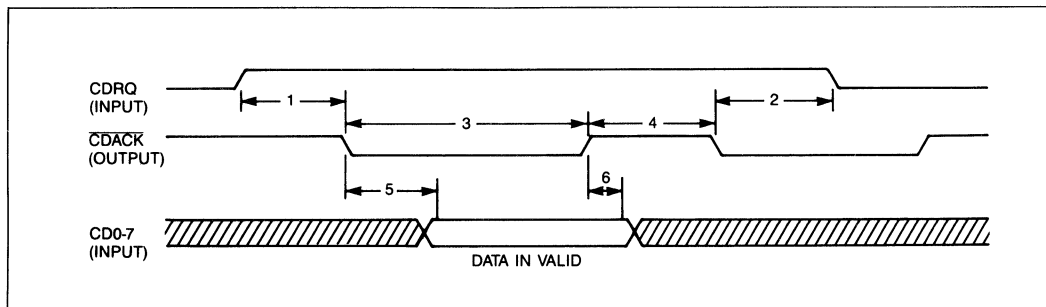 CDRQ
(INPUT)
1
2
3
4
CDACK
(OUTPUT)
5
6
CD0-7
(INPUT)
DATA IN VALID